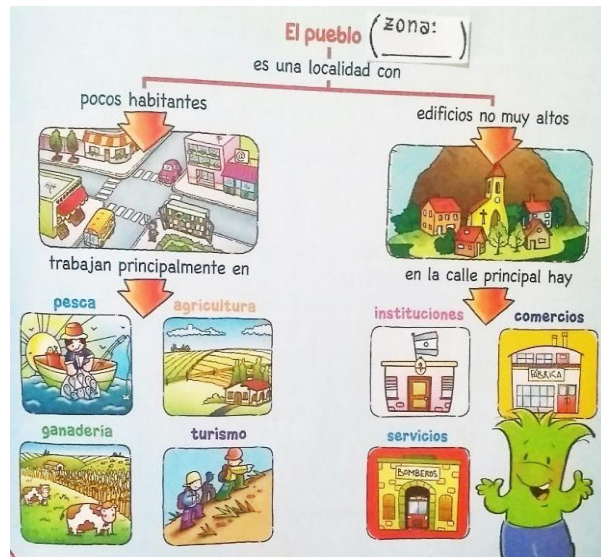 El pueblo (zona: ______)
es una localidad con
pocos habitantes
edificios no muy altos
trabajan principalmente en
en la calle principal hay
pesca
agricultura
instituciones
comercios
FÁBRICA
ganadería
turismo
servicios
BOMBEROS